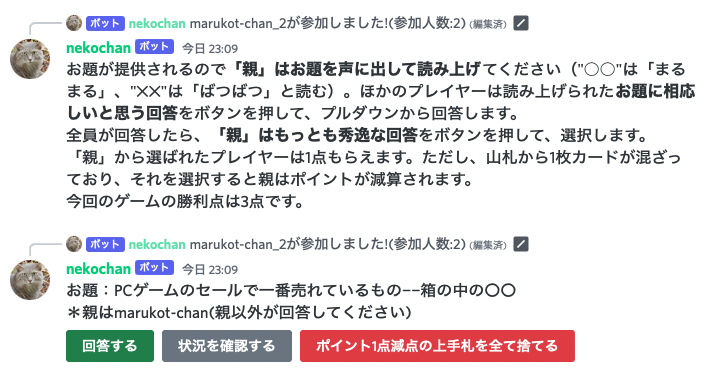 ボット nekochan marukot-chan_2が参加しました!(参加人数:2) (編集済)
nekochan ボット 今日 23:09
お題が提供されるので「親」はお題を声に出して読み上げてください（"○○"は「まる
まる」、"✕✕"は「ばつばつ」と読む）。ほかのプレイヤーは読み上げられたお題に相応
しいと思う回答をボタンを押して、プルダウンから回答します。
全員が回答したら、「親」はもっとも秀逸な回答をボタンを押して、選択します。
「親」から選ばれたプレイヤーは1点もらえます。ただし、山札から1枚カードが混ざっ
ており、それを選択すると親はポイントが減算されます。
今回のゲームの勝利点は3点です。
ボット nekochan marukot-chan_2が参加しました!(参加人数:2) (編集済)
nekochan ボット 今日 23:09
お題：PCゲームのセールで一番売れているもの−−箱の中の〇〇
＊親はmarukot-chan(親以外が回答してください)
回答する 状況を確認する ポイント1点減点の上手札を全て捨てる